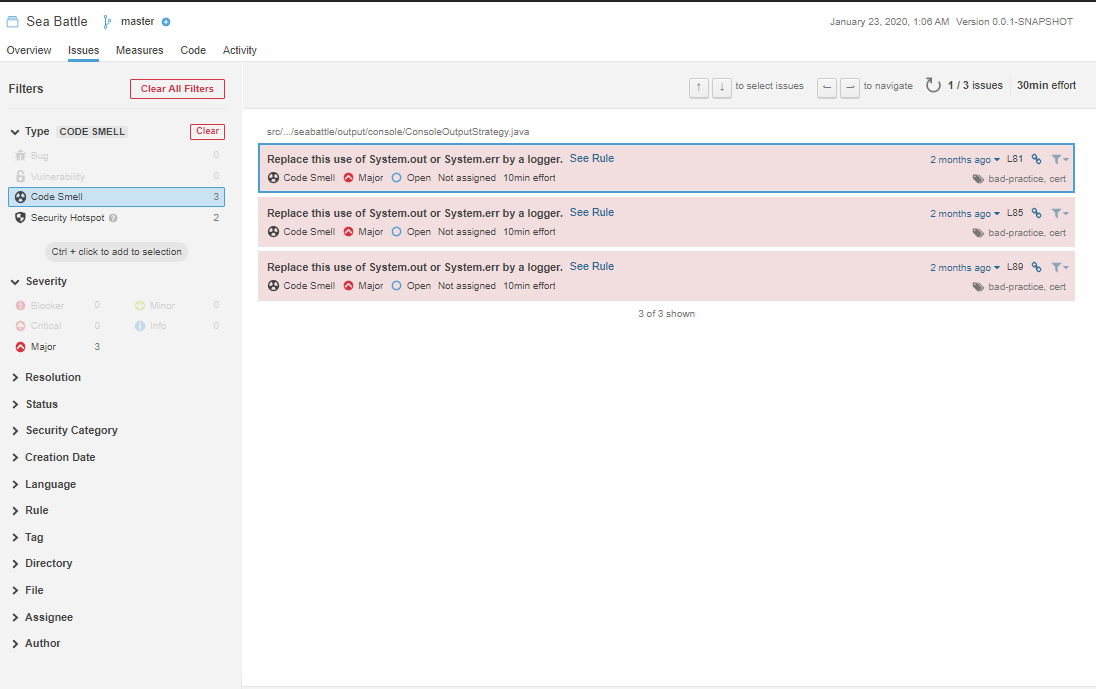 Sea Battle master January 23, 2020, 1:06 AM Version 0.0.1-SNAPSHOT
Overview Issues Measures Code Activity
Filters Clear All Filters
↑ ↓ to select issues ← → to navigate 1 / 3 issues 30min effort
Type CODE SMELL Clear
Bug 0
Vulnerability 0
Code Smell 3
Security Hotspot 2
Ctrl + click to add to selection
Severity
Blocker 0 Minor 0
Critical 0 Info 0
Major 3
Resolution
Status
Security Category
Creation Date
Language
Rule
Tag
Directory
File
Assignee
Author
src/.../seabattle/output/console/ConsoleOutputStrategy.java
Replace this use of System.out or System.err by a logger. See Rule 2 months ago L81
Code Smell Major Open Not assigned 10min effort bad-practice, cert
Replace this use of System.out or System.err by a logger. See Rule 2 months ago L85
Code Smell Major Open Not assigned 10min effort bad-practice, cert
Replace this use of System.out or System.err by a logger. See Rule 2 months ago L89
Code Smell Major Open Not assigned 10min effort bad-practice, cert
3 of 3 shown